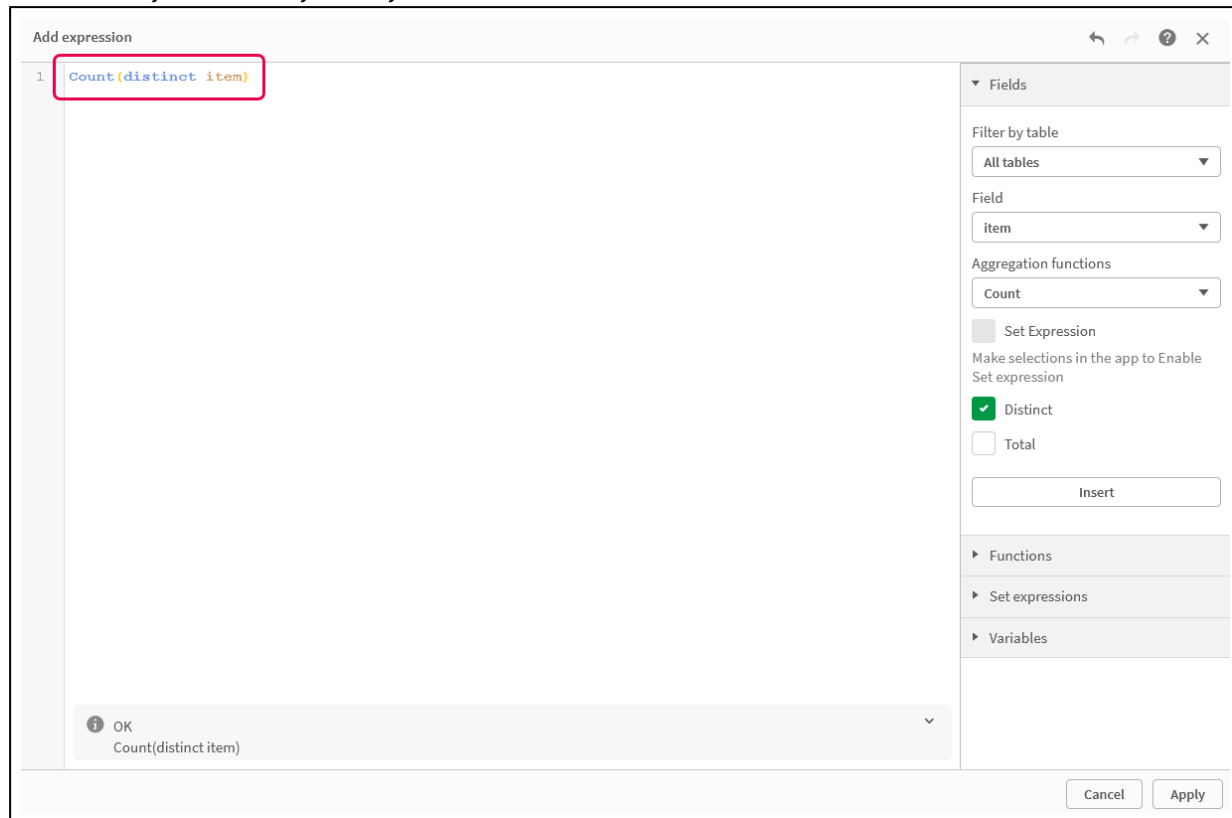 Add expression
1 Count(distinct item)
Fields
Filter by table
All tables
Field
item
Aggregation functions
Count
Set Expression
Make selections in the app to Enable
Set expression
Distinct
Total
Insert
Functions
Set expressions
Variables
OK
Count(distinct item)
Cancel Apply